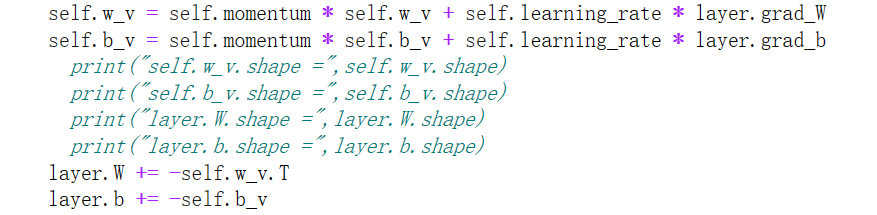 self.w_v = self.momentum * self.w_v + self.learning_rate * layer.grad_W
self.b_v = self.momentum * self.b_v + self.learning_rate * layer.grad_b
print("self.w_v.shape =",self.w_v.shape)
print("self.b_v.shape =",self.b_v.shape)
print("layer.W.shape =",layer.W.shape)
print("layer.b.shape =",layer.b.shape)
layer.W += -self.w_v.T
layer.b += -self.b_v